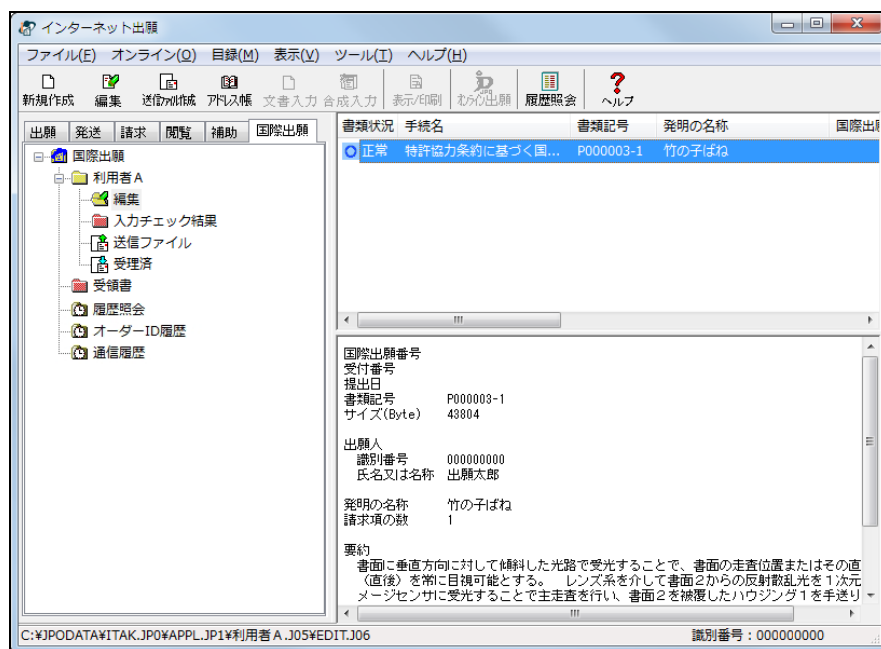 インターネット出願
ファイル(F) オンライン(O) 目録(M) 表示(V) ツール(T) ヘルプ(H)
新規作成 編集 送信ファイル作成 アドレス帳 文書入力 合成入力 表示/印刷 オンライン出願 履歴照会 ヘルプ
出願 発送 請求 閲覧 補助 国際出願
国際出願
利用者A
編集
入力チェック結果
送信ファイル
受理済
受領書
履歴照会
オーダーID履歴
通信履歴
書類状況 手続名 書類記号 発明の名称 国際出願
正常 特許協力条約に基づく国... P000003-1 竹の子ばね
国際出願番号
受付番号
提出日
書類記号 P000003-1
サイズ(Byte) 43804
出願人
識別番号 000000000
氏名又は名称 出願太郎
発明の名称 竹の子ばね
請求項の数 1
要約
書面に垂直方向に対して傾斜した光路で受光することで、書面の走査位置またはその直
(直後)を常に目視可能とする。 レンズ系を介して書面2からの反射散乱光を1次元
メージセンサに受光することで主走査を行い、書面2を被覆したハウジング1を手送り
C:¥JPODATA¥ITAK.JP0¥APPL.JP1¥利用者A.J05¥EDIT.J06
識別番号:000000000